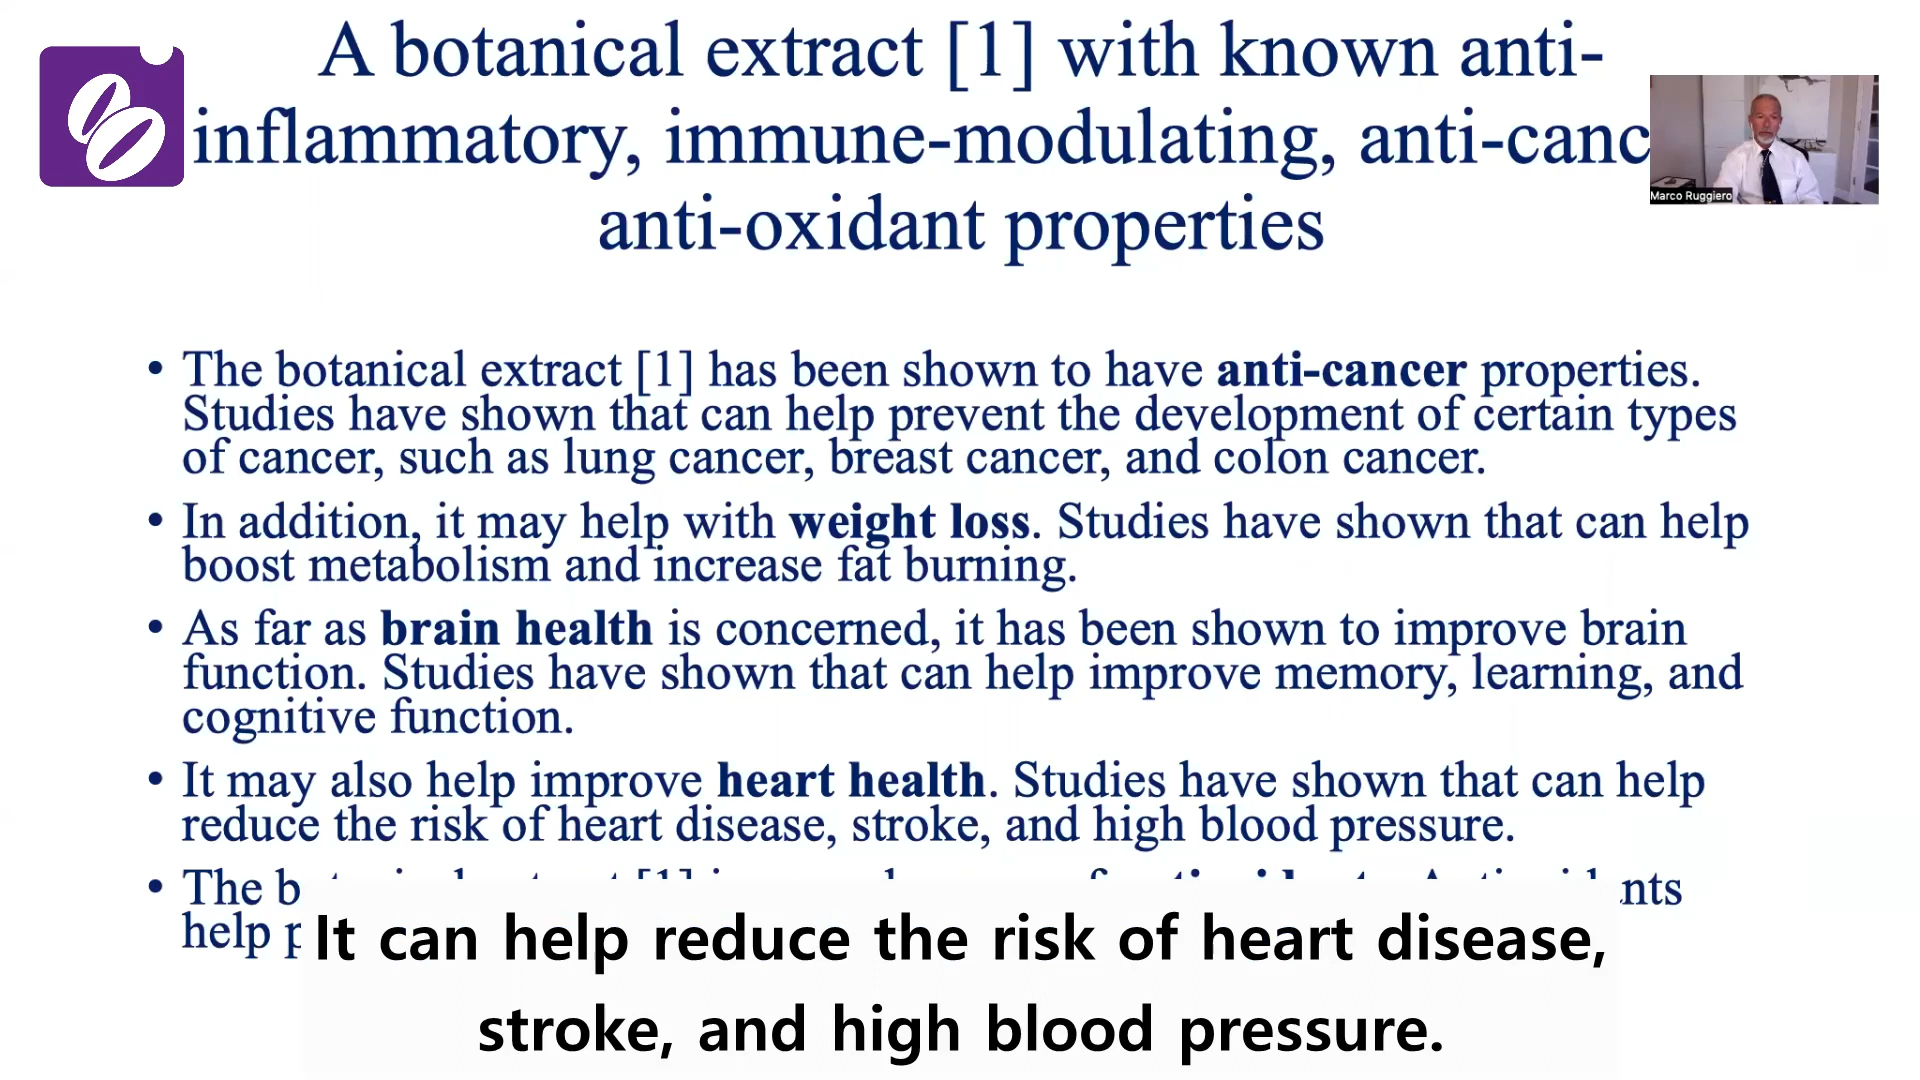 A botanical extract [1] with known anti-
inflammatory, immune-modulating, anti-canc
anti-oxidant properties
Marco Ruggiero
• The botanical extract [1] has been shown to have anti-cancer properties.
Studies have shown that can help prevent the development of certain types
of cancer, such as lung cancer, breast cancer, and colon cancer.
• In addition, it may help with weight loss. Studies have shown that can help
boost metabolism and increase fat burning.
• As far as brain health is concerned, it has been shown to improve brain
function. Studies have shown that can help improve memory, learning, and
cognitive function.
• It may also help improve heart health. Studies have shown that can help
reduce the risk of heart disease, stroke, and high blood pressure.
• The
help
It can help reduce the risk of heart disease,
stroke, and high blood pressure.